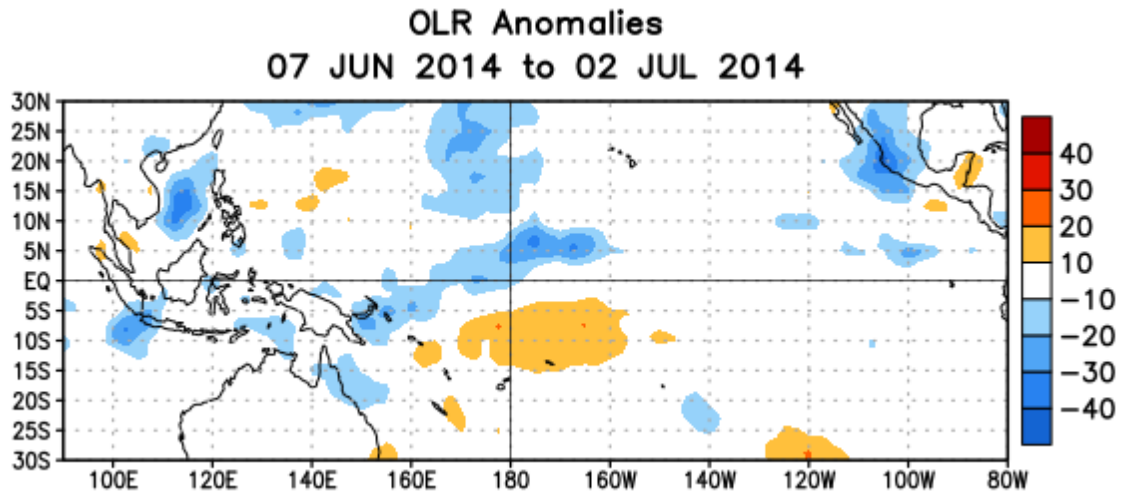 OLR Anomalies
07 JUN 2014 to 02 JUL 2014
30N
25N
20N
15N
10N
5N
EQ
5S
10S
15S
20S
25S
30S
100E 120E 140E 160E 180 160W 140W 120W 100W 80W
40
30
20
10
-10
-20
-30
-40